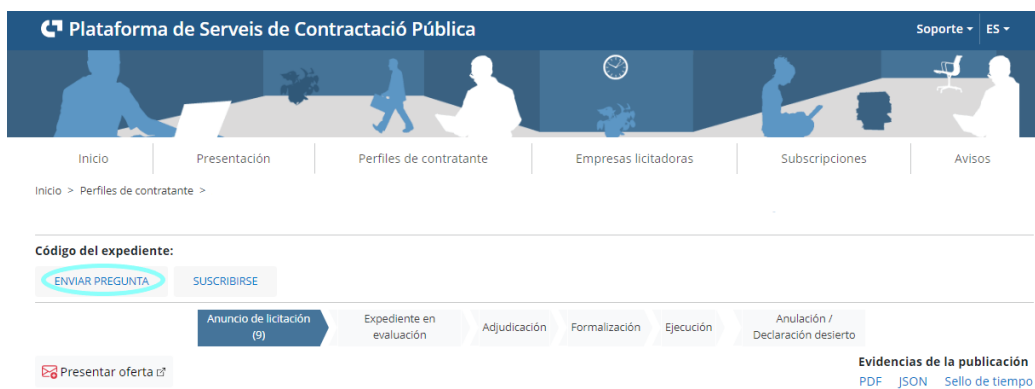 Plataforma de Serveis de Contractació Pública
Soporte ES
Inicio Presentación Perfiles de contratante Empresas licitadoras Subscripciones Avisos
Inicio > Perfiles de contratante >
Código del expediente:
ENVIAR PREGUNTA SUSCRIBIRSE
Anuncio de licitación (9)
Expediente en evaluación
Adjudicación
Formalización
Ejecución
Anulación / Declaración desierto
Presentar oferta
Evidencias de la publicación
PDF JSON Sello de tiempo